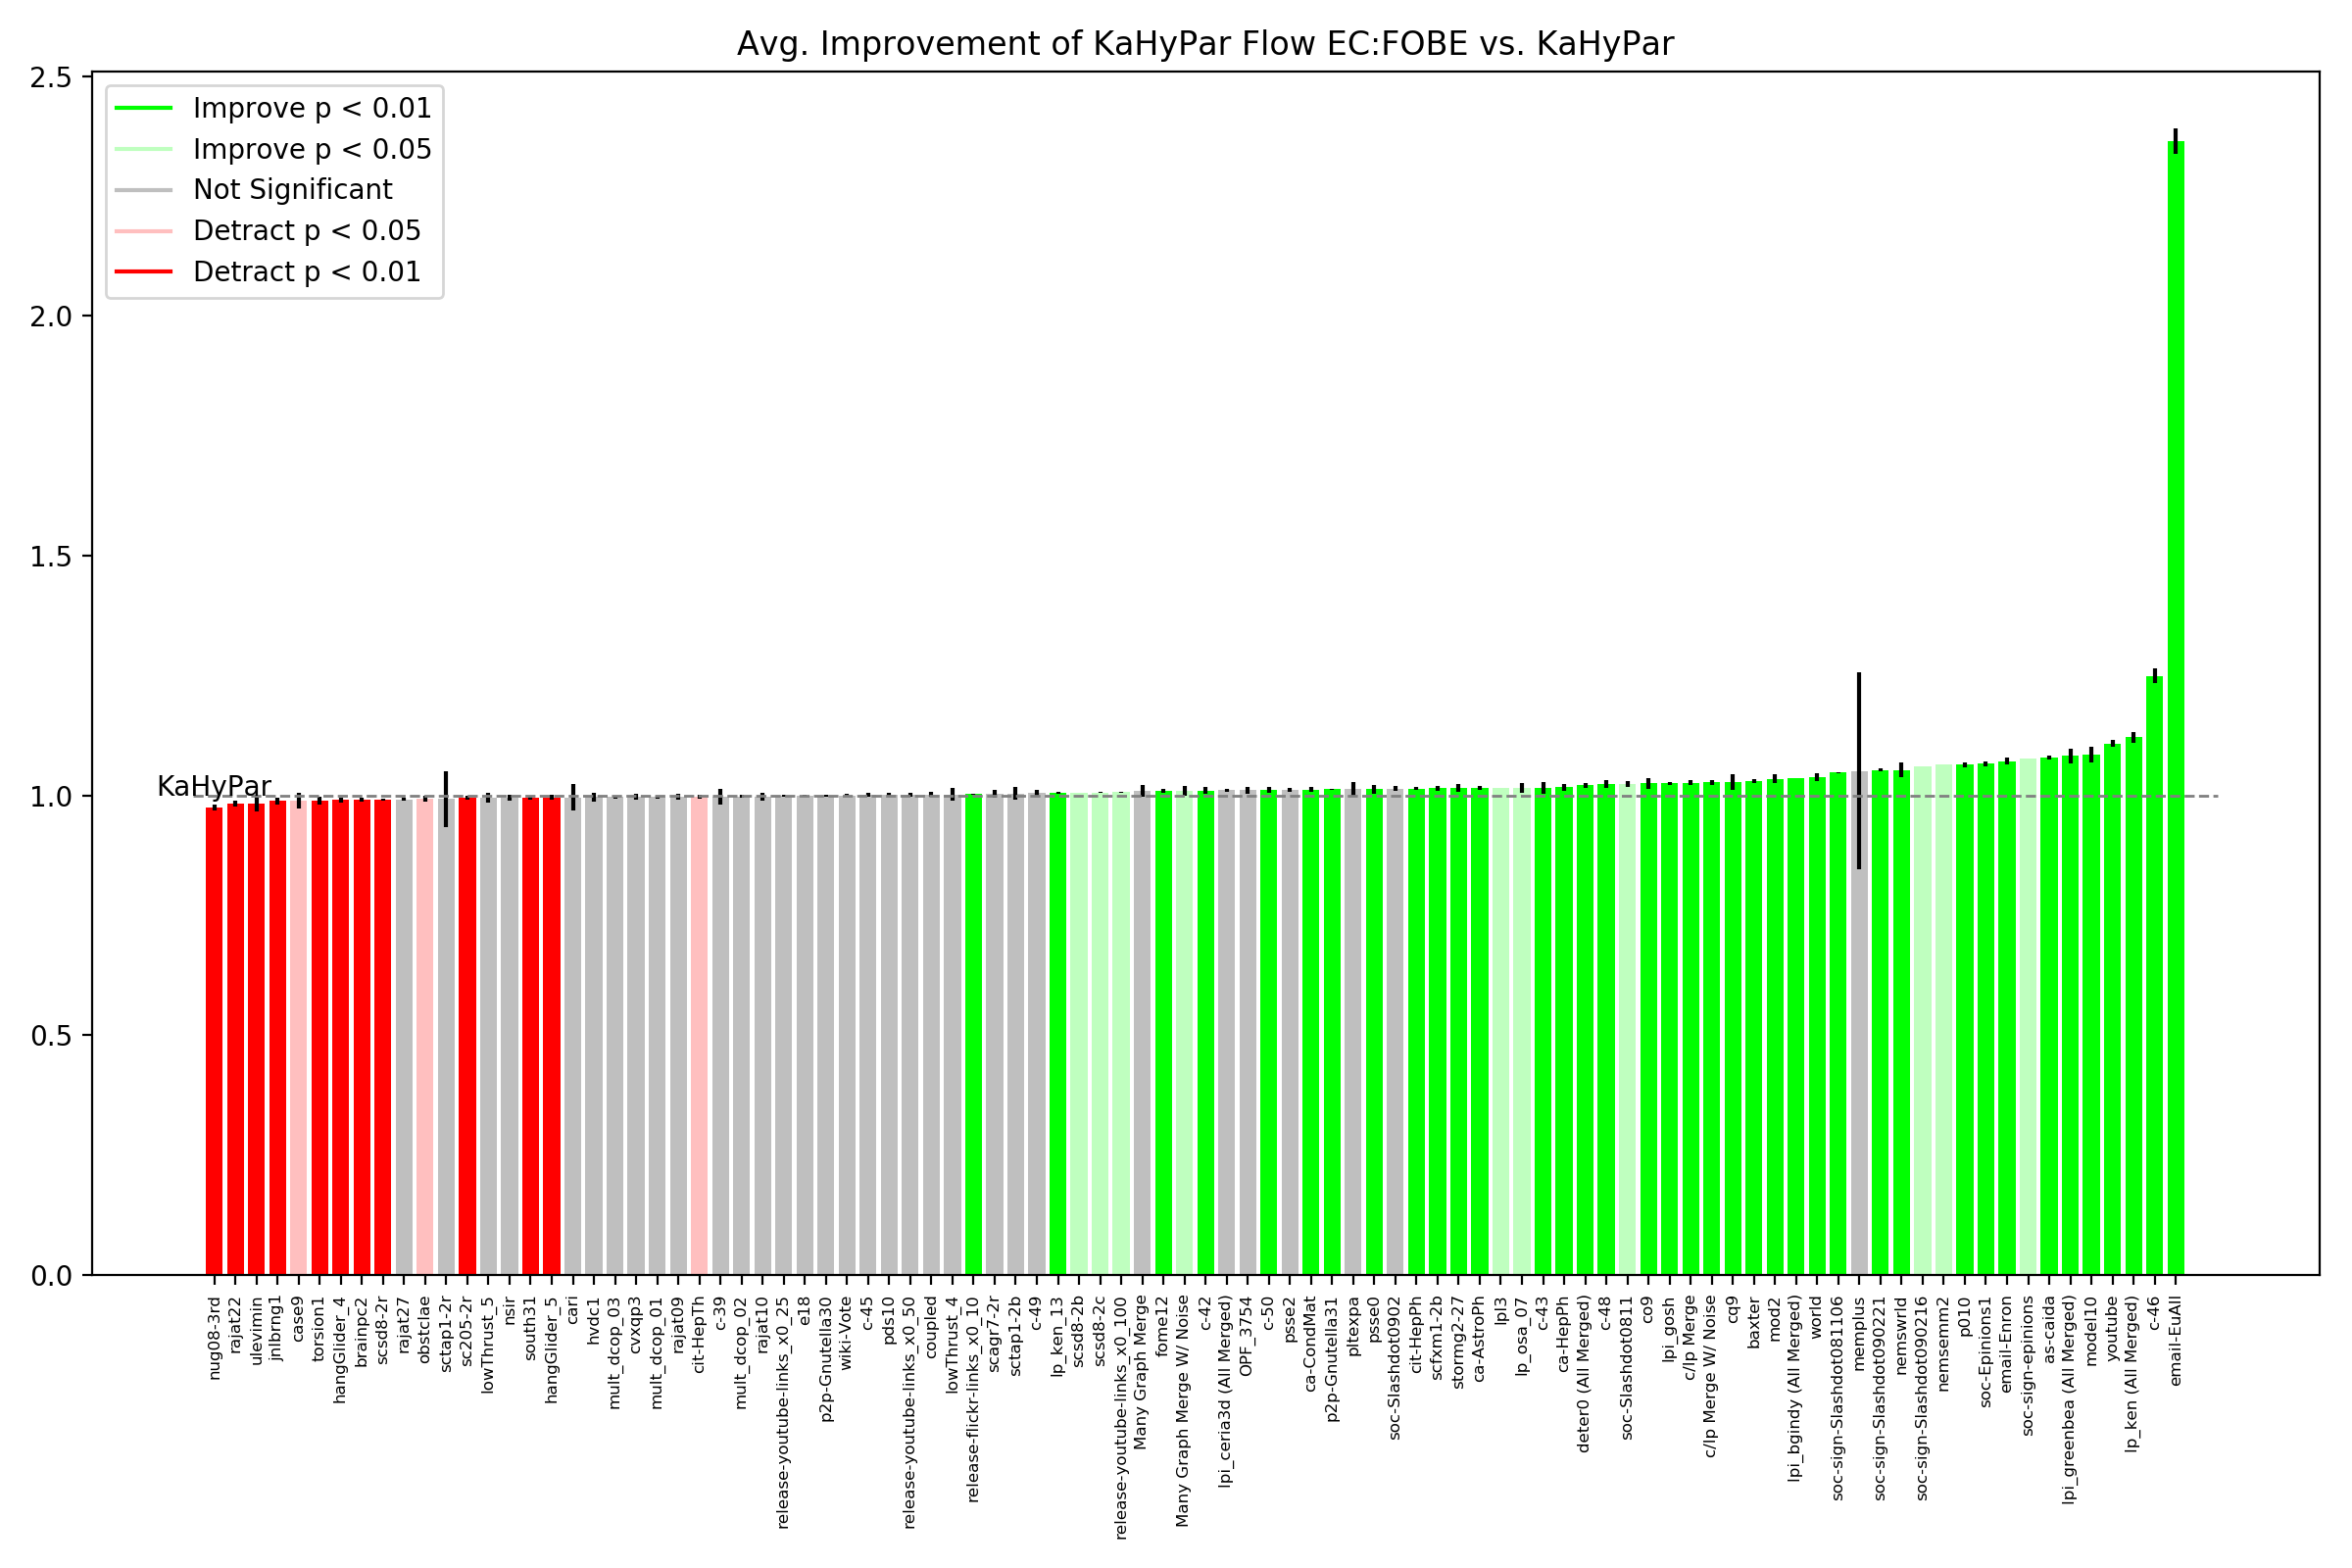 Avg. Improvement of KaHyPar Flow EC:FOBE vs. KaHyPar
Improve p < 0.01
Improve p < 0.05
Not Significant
Detract p < 0.05
Detract p < 0.01
2.5
2.0
1.5
1.0
0.5
0.0
KaHyPar
nug08-3rd
rajat22
ulevimin
jnlbrng1
case9
torsion1
hangGlider_4
brainpc2
scsd8-2r
rajat27
obstclae
sctap1-2r
sc205-2r
lowThrust_5
nsir
south31
hangGlider_5
cari
hvdc1
mult_dcop_03
cvxqp3
mult_dcop_01
rajat09
cit-HepTh
c-39
mult_dcop_02
rajat10
release-youtube-links_x0_25
e18
p2p-Gnutella30
wiki-Vote
c-45
pds10
release-youtube-links_x0_50
coupled
lowThrust_4
release-flickr-links_x0_10
scagr7-2r
sctap1-2b
c-49
lp_ken_13
scsd8-2b
scsd8-2c
release-youtube-links_x0_100
Many Graph Merge
fome12
Many Graph Merge W/ Noise
c-42
lpi_ceria3d (All Merged)
OPF_3754
c-50
psse2
ca-CondMat
p2p-Gnutella31
pltexpa
psse0
soc-Slashdot0902
cit-HepPh
scfxm1-2b
stormg2-27
ca-AstroPh
lpl3
lp_osa_07
c-43
ca-HepPh
deter0 (All Merged)
c-48
soc-Slashdot0811
co9
lpi_gosh
c/lp Merge
c/lp Merge W/ Noise
cq9
baxter
mod2
lpi_bgindy (All Merged)
world
soc-sign-Slashdot081106
memplus
soc-sign-Slashdot090221
nemswrld
soc-sign-Slashdot090216
nemsemm2
p010
soc-Epinions1
email-Enron
soc-sign-epinions
as-caida
lpi_greenbea (All Merged)
model10
youtube
lp_ken (All Merged)
c-46
email-EuAll